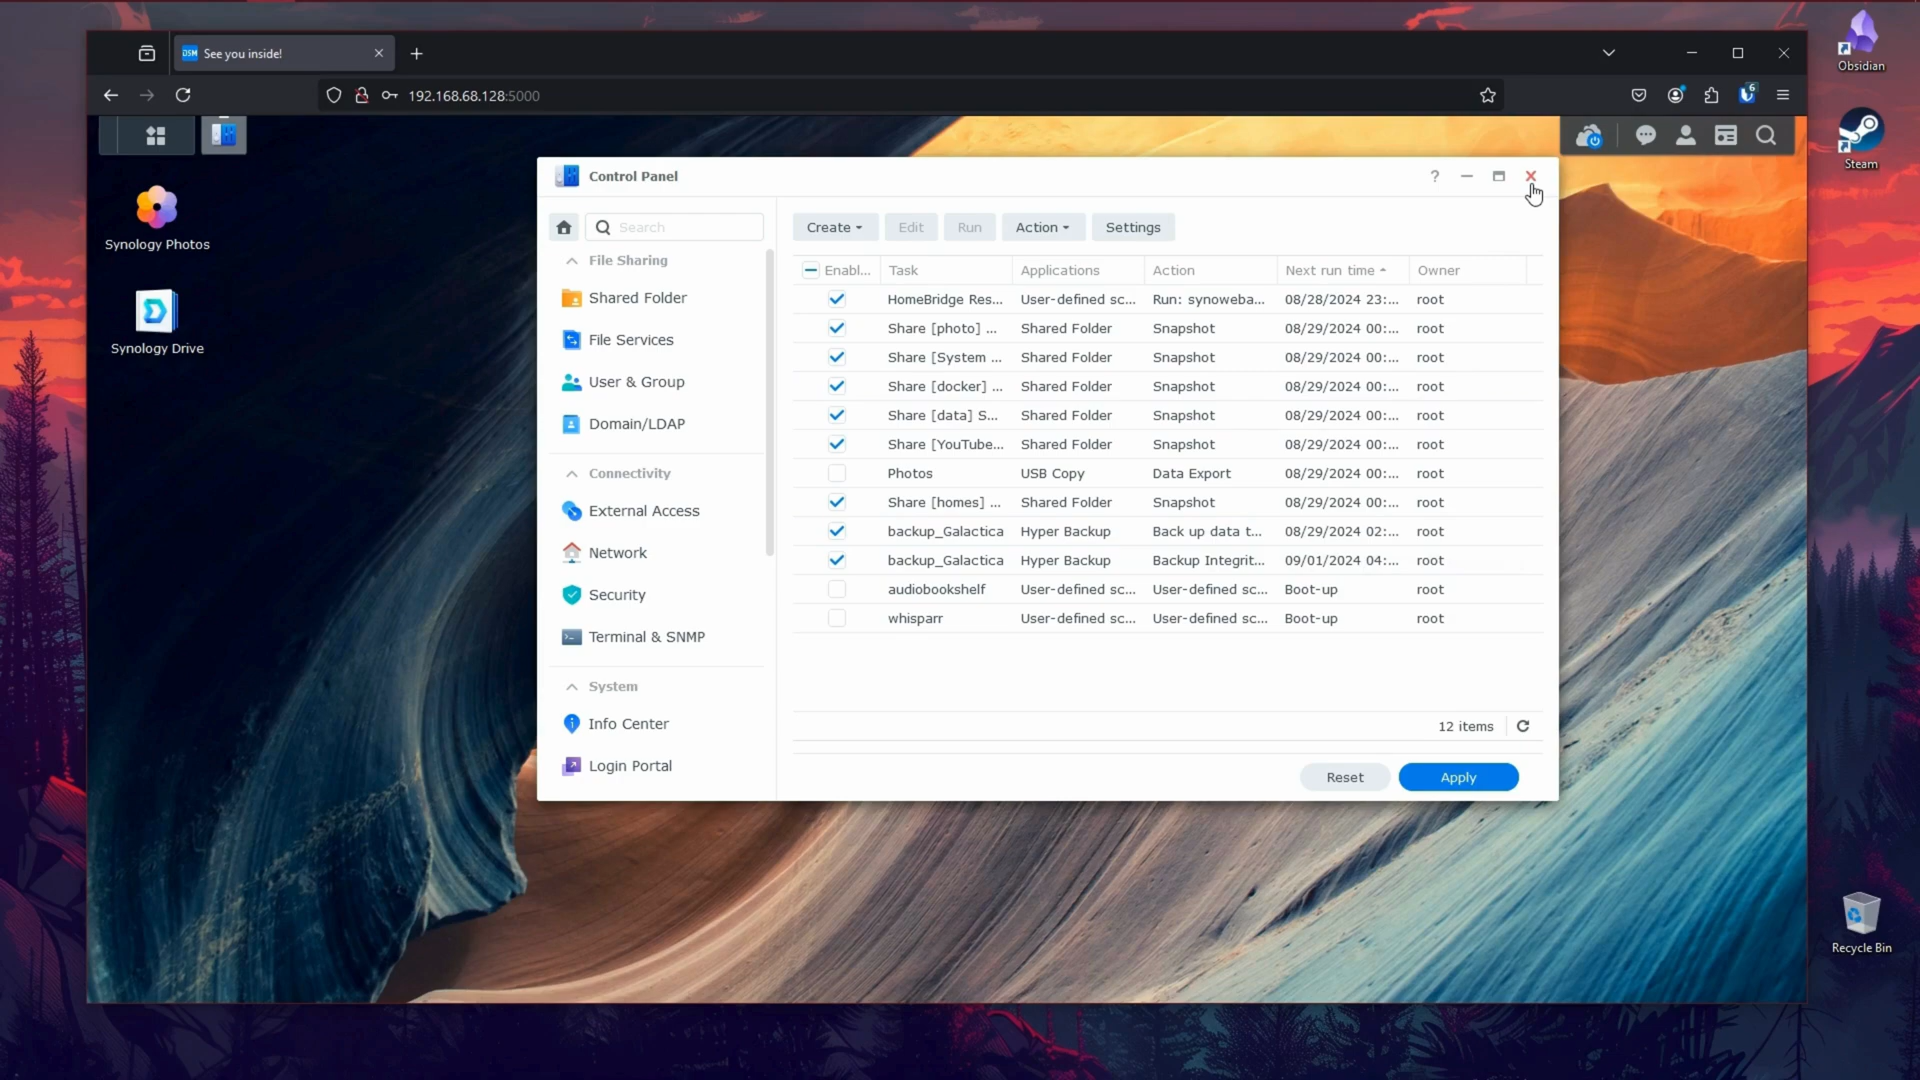 DSM See you inside!
192.168.68.128:5000
6
Obsidian
Steam
Synology Photos
Synology Drive
Control Panel
?
Search
Create Edit Run Action Settings
File Sharing
Shared Folder
File Services
User & Group
Domain/LDAP
Connectivity
External Access
Network
Security
Terminal & SNMP
System
Info Center
Login Portal
Enabl... Task Applications Action Next run time Owner
HomeBridge Res... User-defined sc... Run: synoweba... 08/28/2024 23:... root
Share [photo] ... Shared Folder Snapshot 08/29/2024 00:... root
Share [System ... Shared Folder Snapshot 08/29/2024 00:... root
Share [docker] ... Shared Folder Snapshot 08/29/2024 00:... root
Share [data] S... Shared Folder Snapshot 08/29/2024 00:... root
Share [YouTube... Shared Folder Snapshot 08/29/2024 00:... root
Photos USB Copy Data Export 08/29/2024 00:... root
Share [homes] ... Shared Folder Snapshot 08/29/2024 00:... root
backup_Galactica Hyper Backup Back up data t... 08/29/2024 02:... root
backup_Galactica Hyper Backup Backup Integrit... 09/01/2024 04:... root
audiobookshelf User-defined sc... User-defined sc... Boot-up root
whisparr User-defined sc... User-defined sc... Boot-up root
12 items
Reset Apply
Recycle Bin